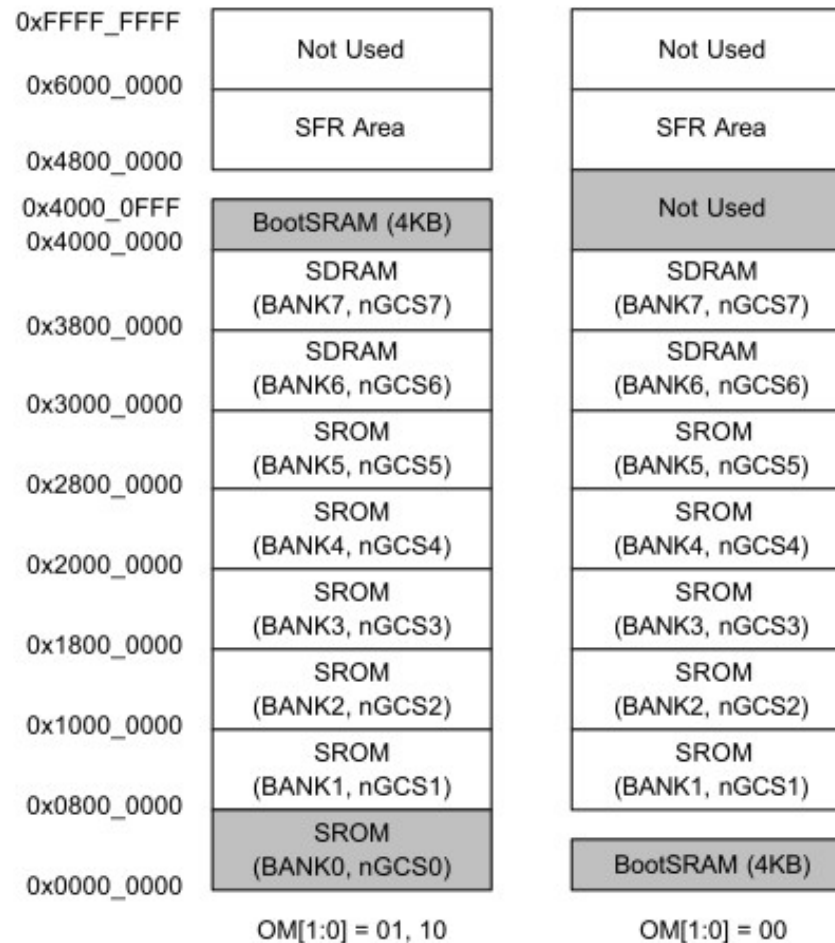 0xFFFF_FFFF
Not Used
Not Used
0x6000_0000
SFR Area
SFR Area
0x4800_0000
0x4000_0FFF
BootSRAM (4KB)
Not Used
0x4000_0000
SDRAM
(BANK7, nGCS7)
SDRAM
(BANK7, nGCS7)
0x3800_0000
SDRAM
(BANK6, nGCS6)
SDRAM
(BANK6, nGCS6)
0x3000_0000
SROM
(BANK5, nGCS5)
SROM
(BANK5, nGCS5)
0x2800_0000
SROM
(BANK4, nGCS4)
SROM
(BANK4, nGCS4)
0x2000_0000
SROM
(BANK3, nGCS3)
SROM
(BANK3, nGCS3)
0x1800_0000
SROM
(BANK2, nGCS2)
SROM
(BANK2, nGCS2)
0x1000_0000
SROM
(BANK1, nGCS1)
SROM
(BANK1, nGCS1)
0x0800_0000
SROM
(BANK0, nGCS0)
BootSRAM (4KB)
0x0000_0000
OM[1:0] = 01, 10
OM[1:0] = 00